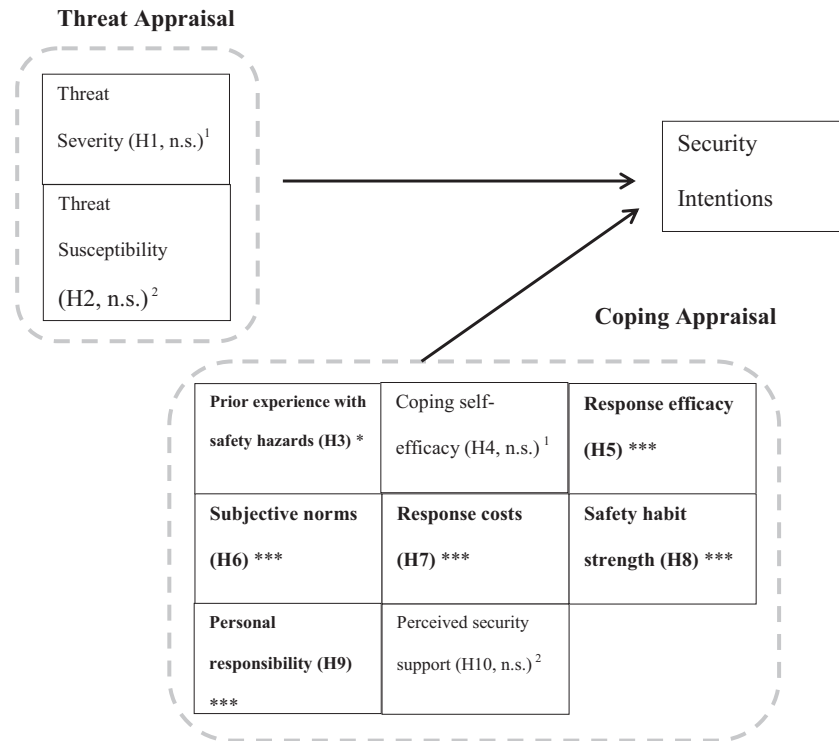 Threat Appraisal
Threat
Severity (H1, n.s.)¹
Threat
Susceptibility
(H2, n.s.) ²
Security
Intentions
Coping Appraisal
Prior experience with
safety hazards (H3) *
Coping self-
efficacy (H4, n.s.) ¹
Response efficacy
(H5) ***
Subjective norms
(H6) ***
Response costs
(H7) ***
Safety habit
strength (H8) ***
Personal
responsibility (H9)
***
Perceived security
support (H10, n.s.) ²